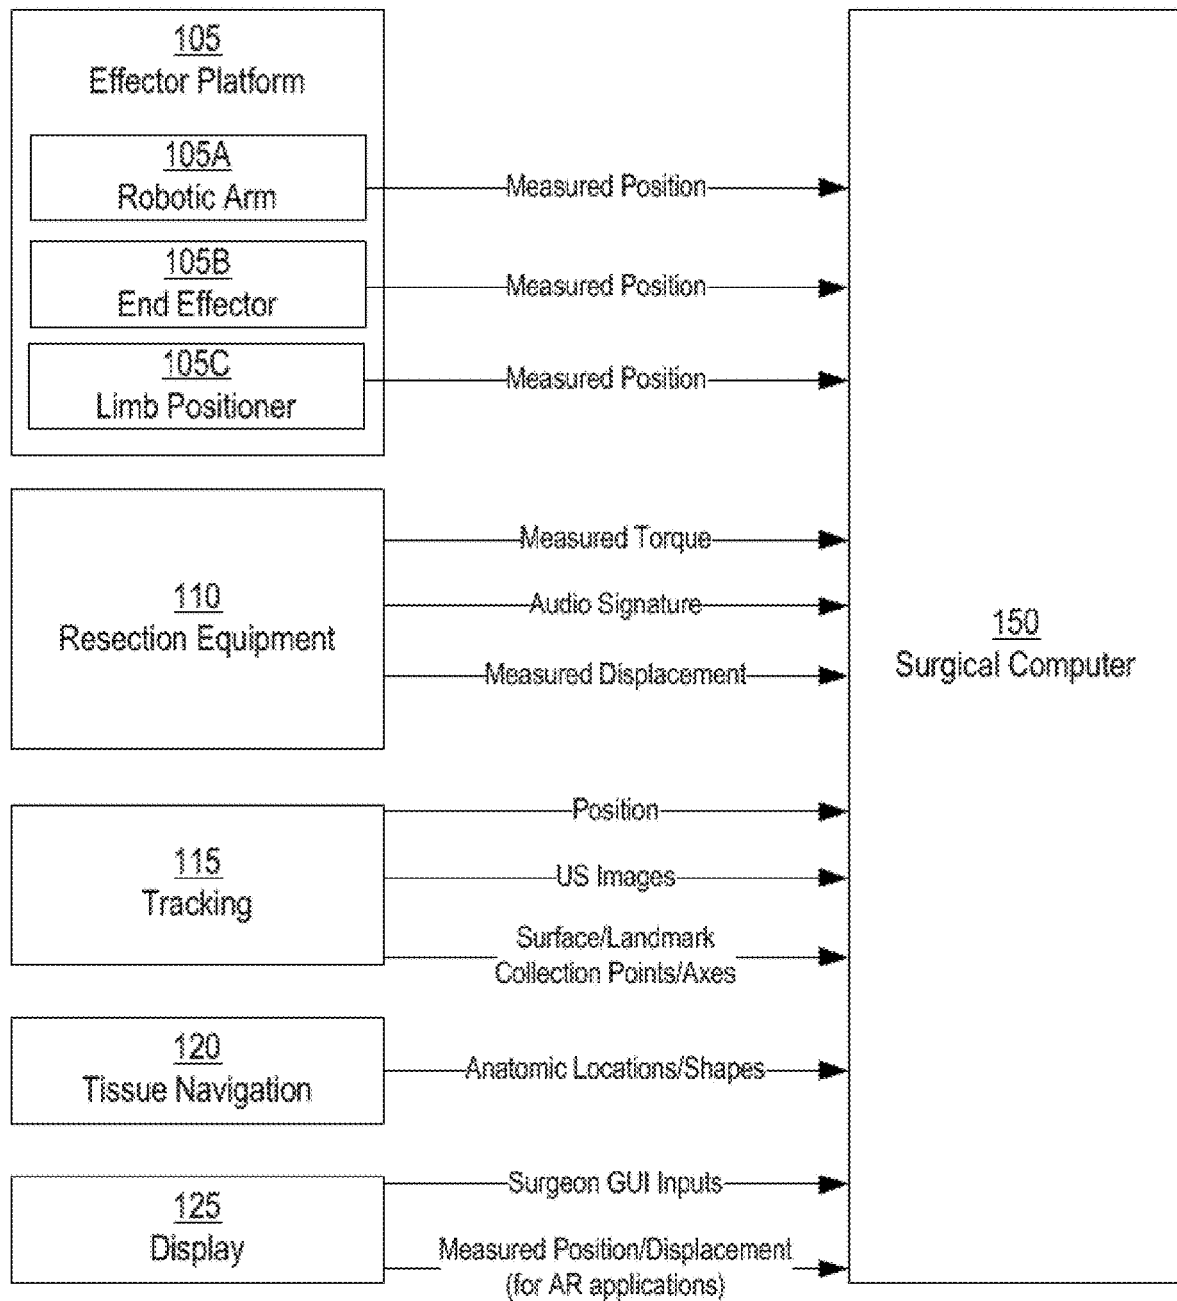 105
Effector Platform
105A
Robotic Arm
Measured Position
105B
End Effector
Measured Position
105C
Limb Positioner
Measured Position
110
Resection Equipment
Measured Torque
Audio Signature
Measured Displacement
150
Surgical Computer
115
Tracking
Position
US Images
Surface/Landmark
Collection Points/Axes
120
Tissue Navigation
Anatomic Locations/Shapes
125
Display
Surgeon GUI Inputs
Measured Position/Displacement
(for AR applications)